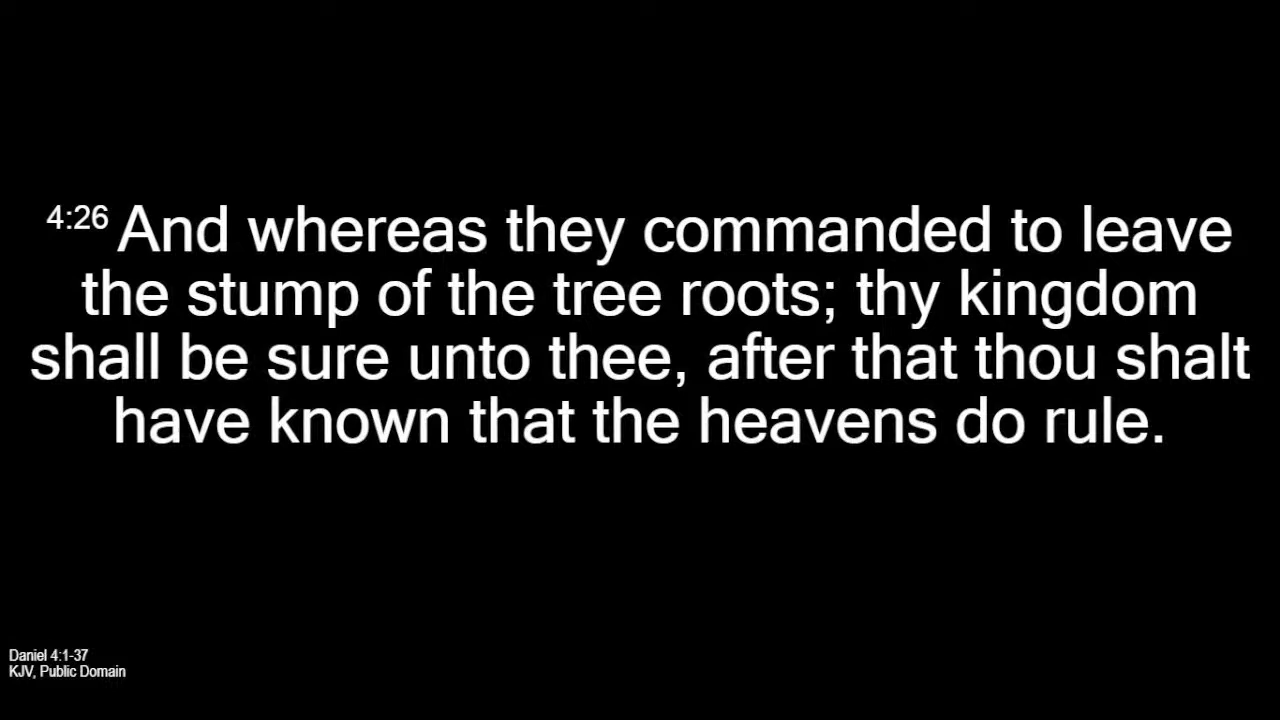 4:26 And whereas they commanded to leave
the stump of the tree roots; thy kingdom
shall be sure unto thee, after that thou shalt
have known that the heavens do rule.
Daniel 4:1-37
KJV, Public Domain